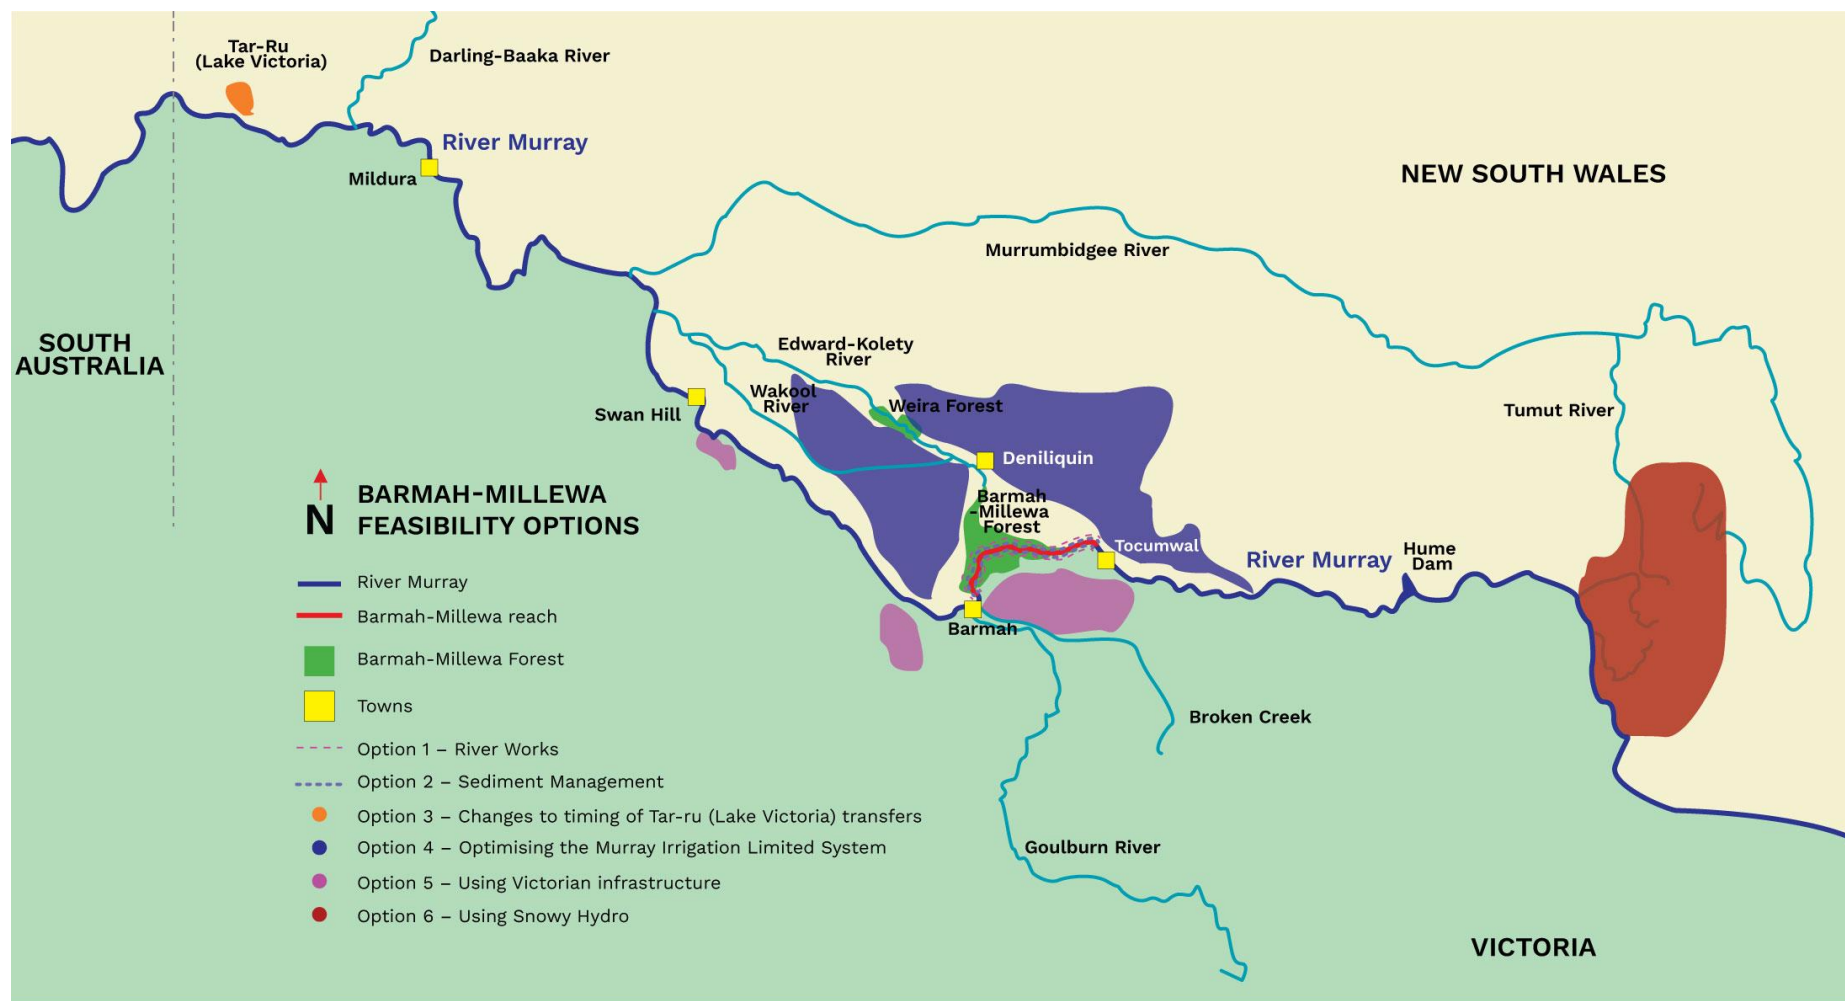 Tar-Ru
(Lake Victoria)
Darling-Baaka River
River Murray
Mildura
NEW SOUTH WALES
Murrumbidgee River
SOUTH
AUSTRALIA
Edward-Kolety
River
Wakool
River
Weira Forest
Swan Hill
Tumut River
Deniliquin
Barmah
-Millewa
Forest
Tocumwal
River Murray
Hume
Dam
Barmah
Broken Creek
Goulburn River
VICTORIA
N
BARMAH-MILLEWA
FEASIBILITY OPTIONS
River Murray
Barmah-Millewa reach
Barmah-Millewa Forest
Towns
Option 1 – River Works
Option 2 – Sediment Management
Option 3 – Changes to timing of Tar-ru (Lake Victoria) transfers
Option 4 – Optimising the Murray Irrigation Limited System
Option 5 – Using Victorian infrastructure
Option 6 – Using Snowy Hydro